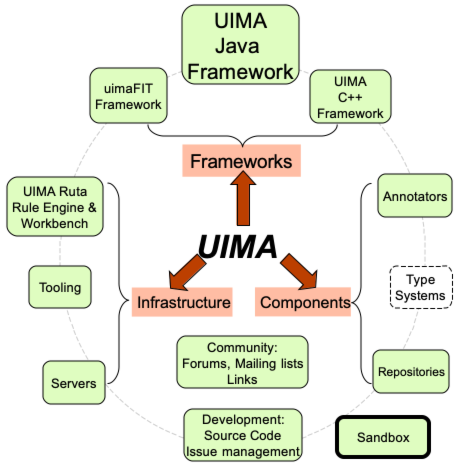 UIMA
Java
Framework
uimaFIT
Framework
UIMA
C++
Framework
Frameworks
UIMA Ruta
Rule Engine &
Workbench
Annotators
UIMA
Tooling
Type
Systems
Infrastructure
Components
Community:
Forums, Mailing lists
Links
Servers
Repositories
Development:
Source Code
Issue management
Sandbox